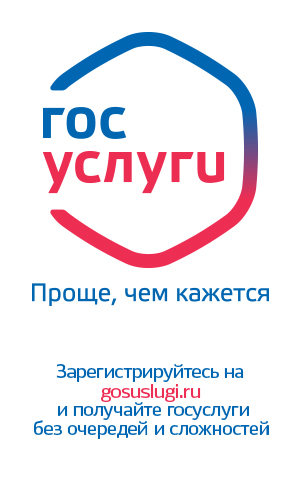 гос
услуги
Проще, чем кажется
Зарегистрируйтесь на
gosuslugi.ru
и получайте госуслуги
без очередей и сложностей